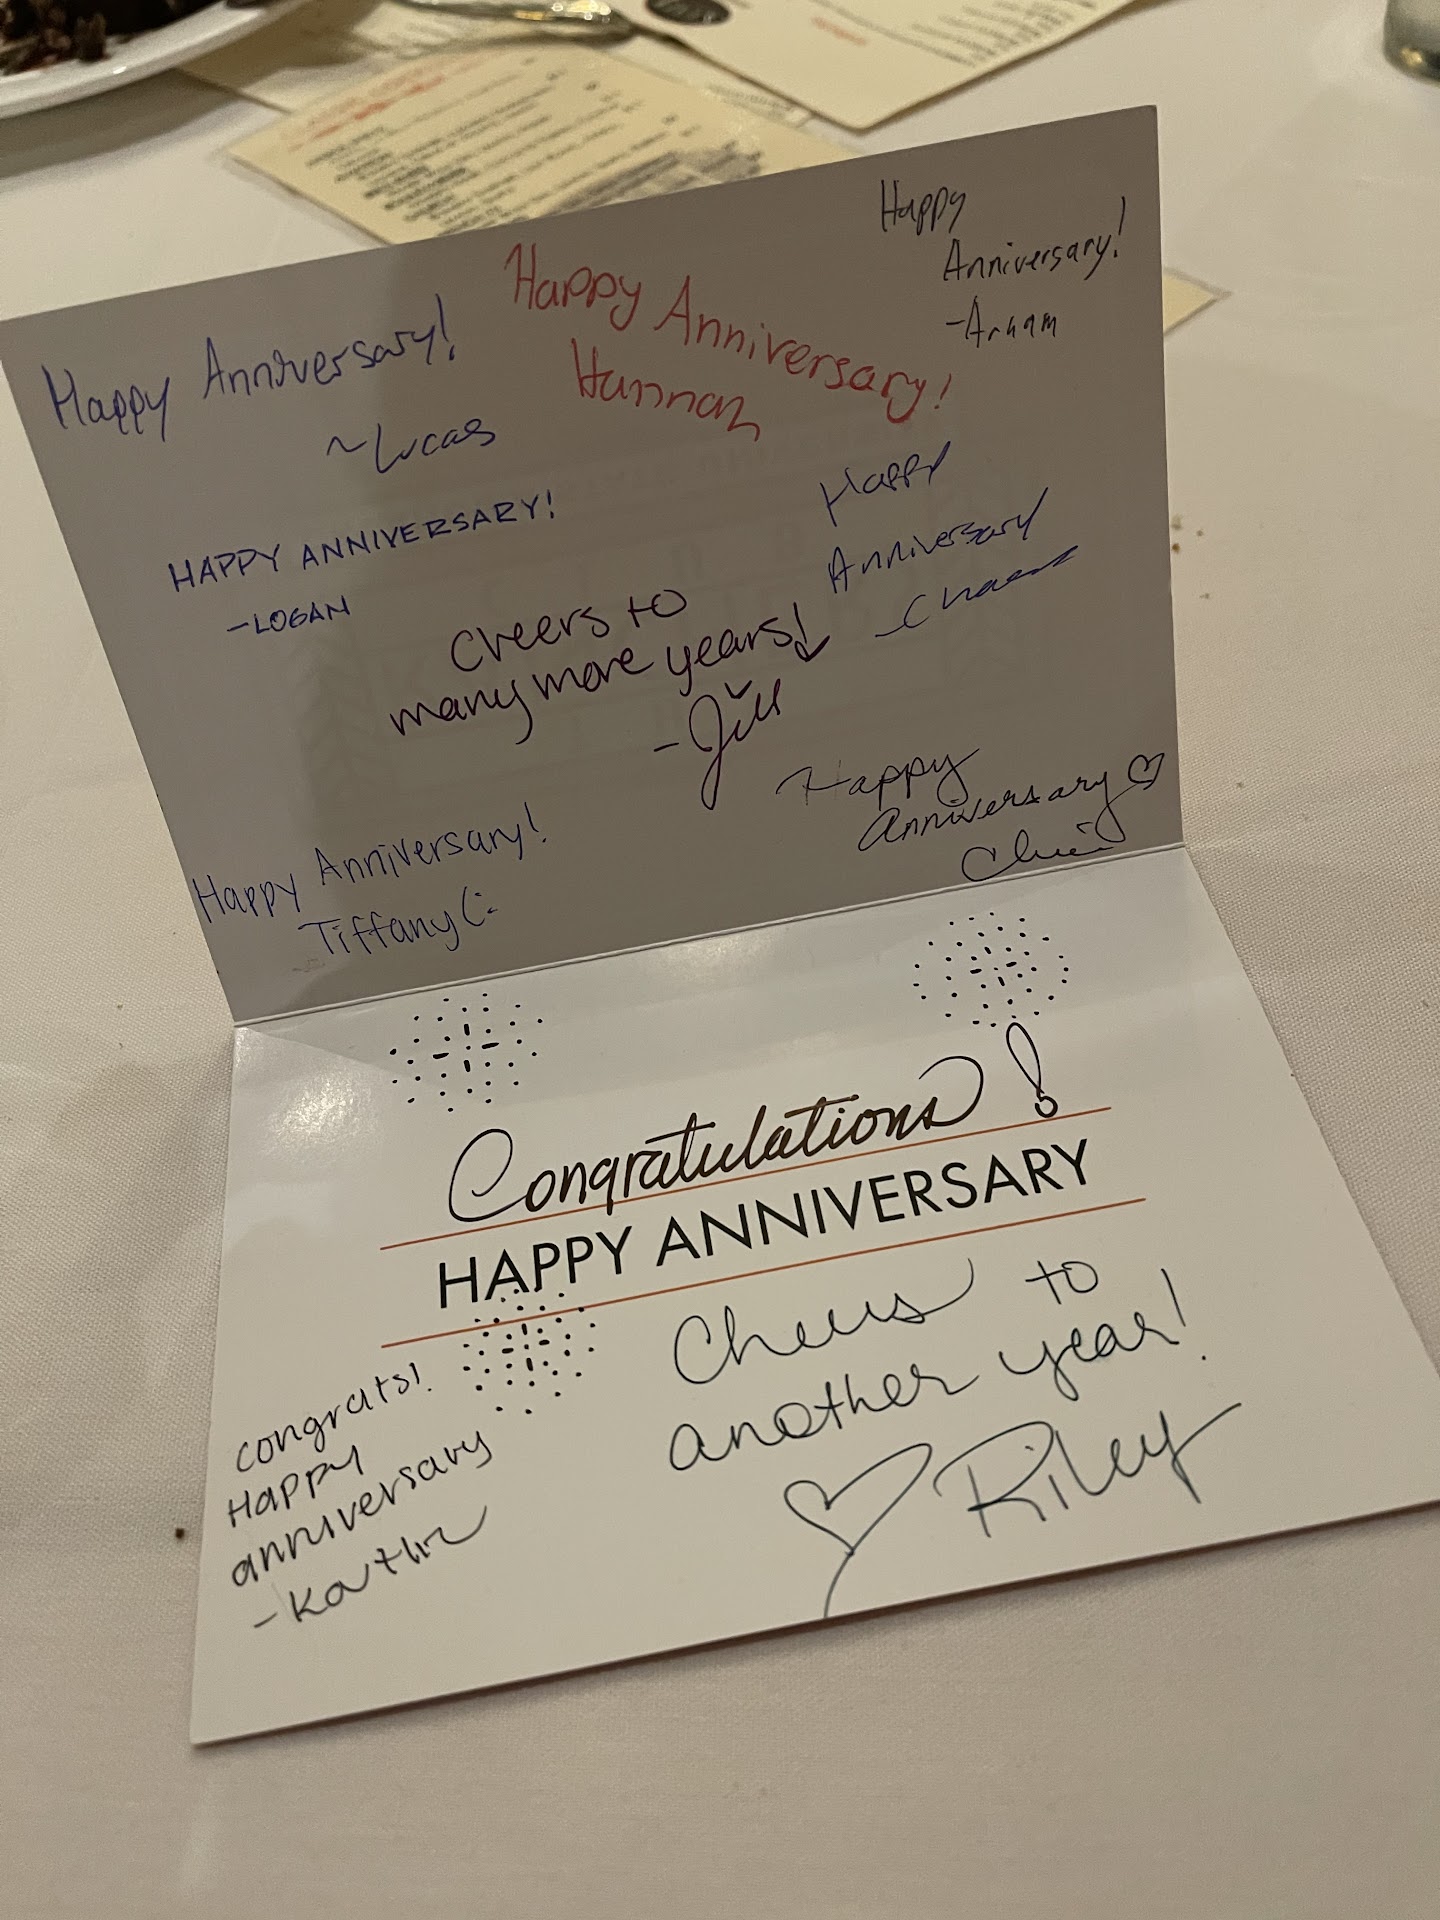 Happy Anniversary!
~Lucas
Happy Anniversary!
Hannah
Happy
Anniversary!
-Arham
HAPPY ANNIVERSARY!
-LOGAN
Happy
Anniversary
Cheers to
many more years!
-Jill
Happy Anniversary!
Tiffany (:
Happy
Anniversary
Congratulations!
HAPPY ANNIVERSARY
congrats!
Happy
anniversary
-Kaitlin
Cheers to
another year!
Riley